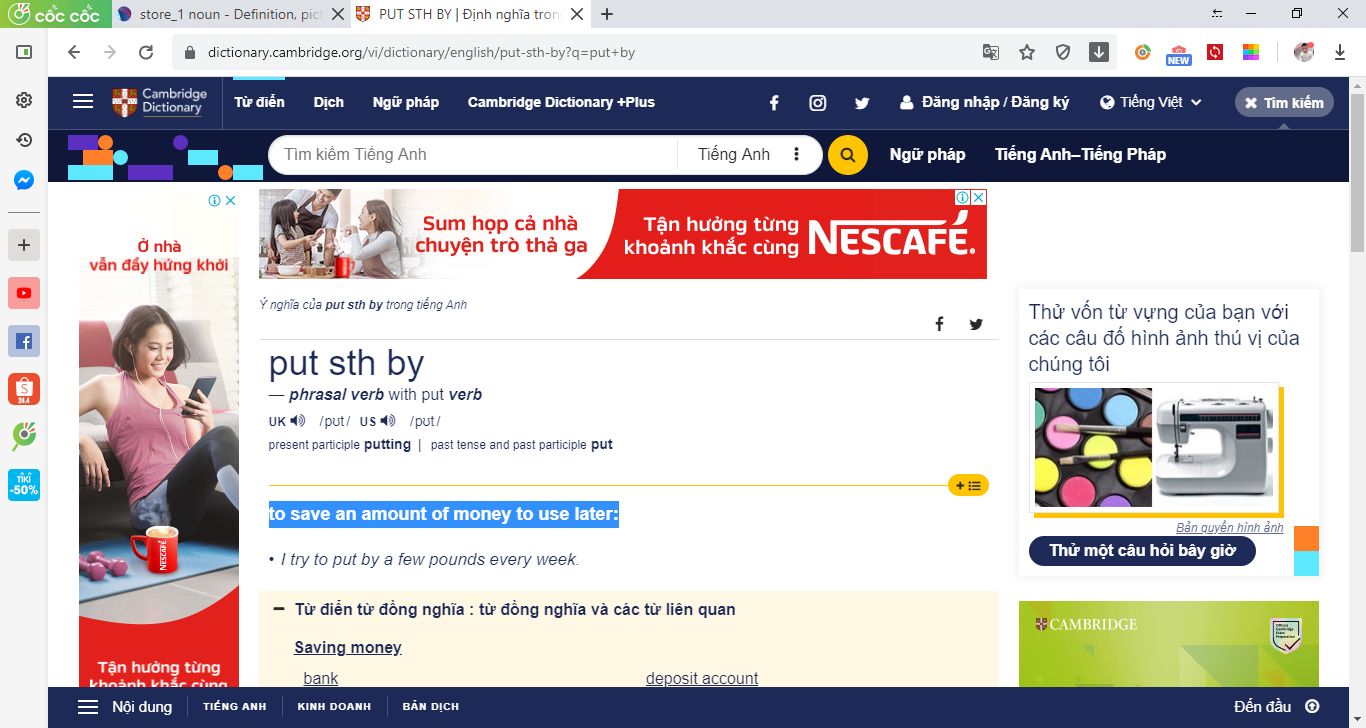 cốc cốc
store_1 noun - Definition, pict
PUT STH BY | Định nghĩa tron
dictionary.cambridge.org/vi/dictionary/english/put-sth-by?q=put+by
NEW
Cambridge
Dictionary
Từ điển
Dịch
Ngữ pháp
Cambridge Dictionary +Plus
Đăng nhập / Đăng ký
Tiếng Việt
Tìm kiếm
Tìm kiếm Tiếng Anh
Tiếng Anh
Ngữ pháp
Tiếng Anh–Tiếng Pháp
24.4
TIKI
-50%
Ở nhà
vẫn đầy hứng khởi
NESCAFÉ
Tận hưởng từng
khoảnh khắc cùng
Sum họp cả nhà
chuyện trò thả ga
Tận hưởng từng
khoảnh khắc cùng
NESCAFÉ.
Ý nghĩa của put sth by trong tiếng Anh
put sth by
— phrasal verb with put verb
UK /pʊt/ US /pʊt/
present participle putting | past tense and past participle put
to save an amount of money to use later:
• I try to put by a few pounds every week.
Từ điển từ đồng nghĩa : từ đồng nghĩa và các từ liên quan
Saving money
bank
deposit account
Thử vốn từ vựng của bạn với
các câu đố hình ảnh thú vị của
chúng tôi
Bản quyền hình ảnh
Thử một câu hỏi bây giờ
CAMBRIDGE
Nội dung
TIẾNG ANH
KINH DOANH
BẢN DỊCH
Đến đầu